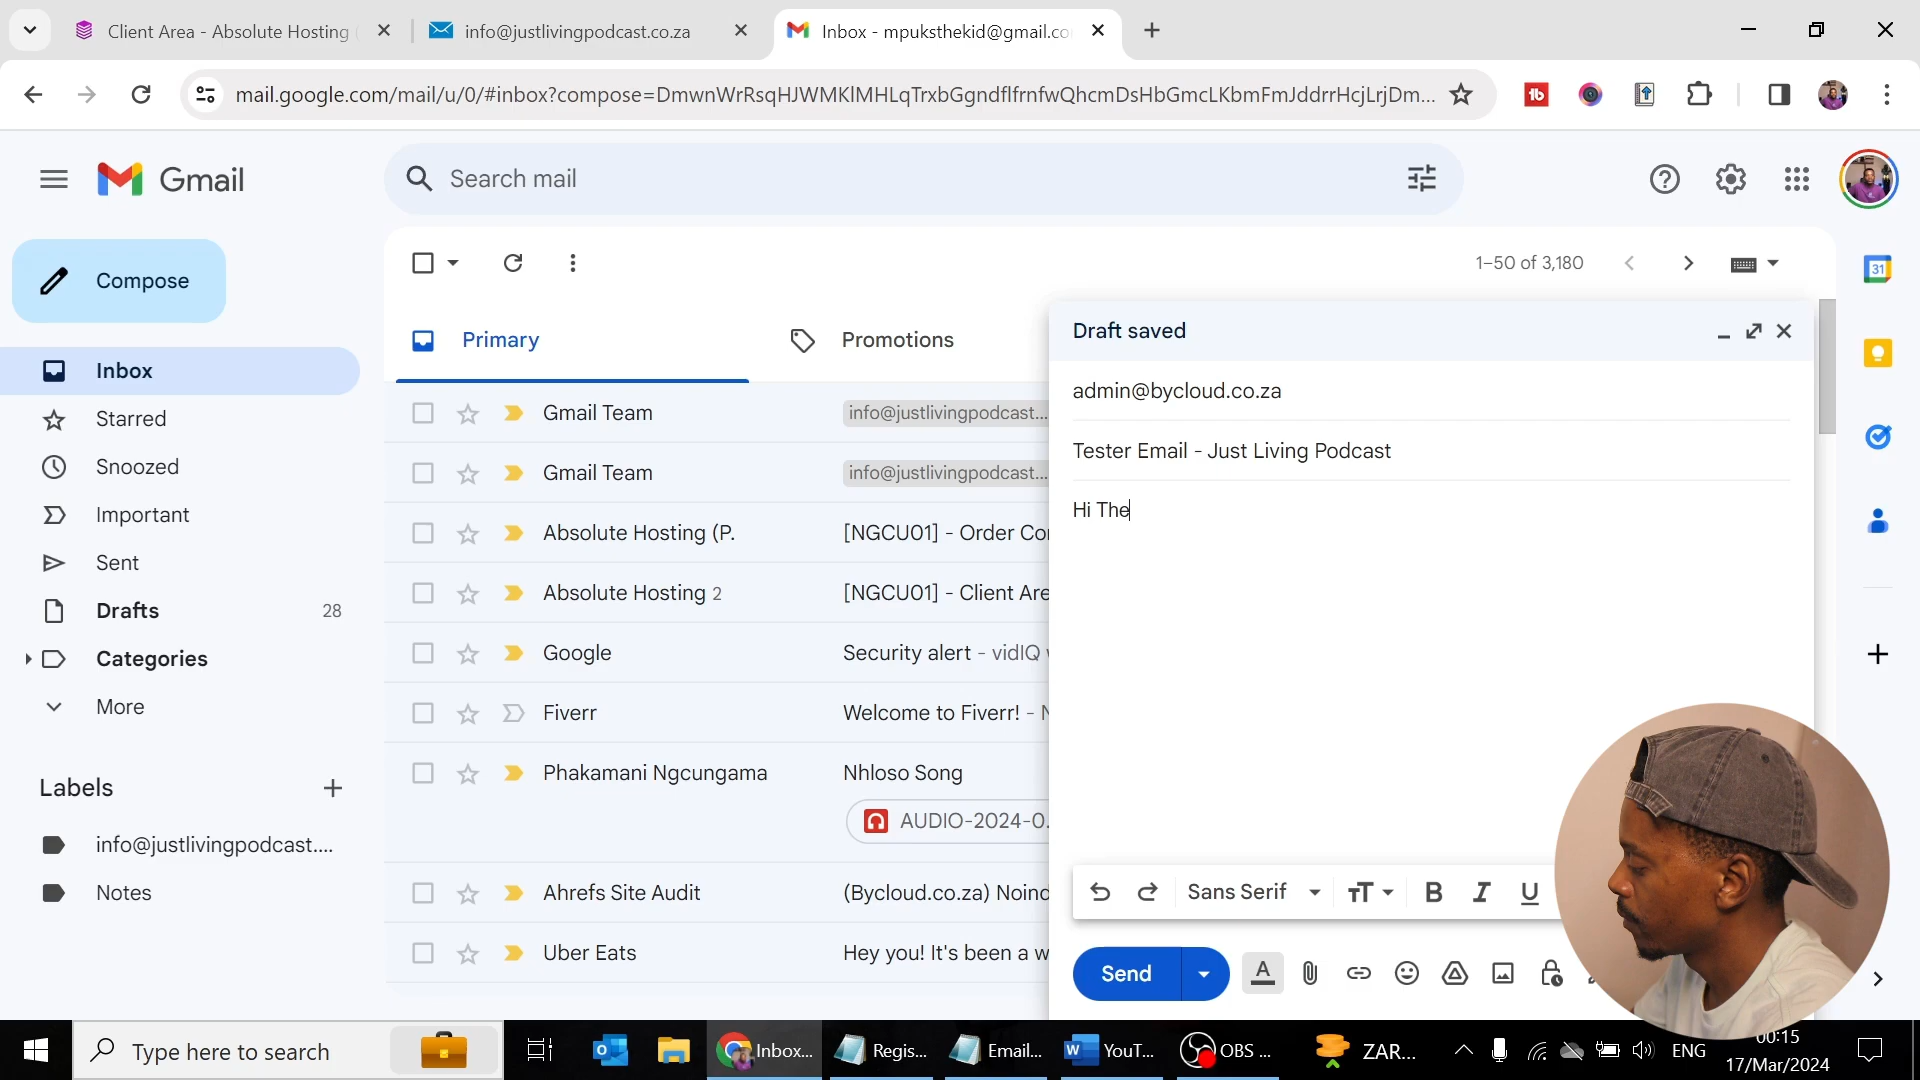 Client Area - Absolute Hosting
info@justlivingpodcast.co.za
Inbox - mpuksthekid@gmail.co
mail.google.com/mail/u/0/#inbox?compose=DmwnWrRsqHJWMKlMHLqTrxbGgndflfrnfwQhcmDsHbGmcLKbmFmJddrrHcjLrjDm...
Gmail
Search mail
Compose
1–50 of 3,180
Primary
Promotions
Draft saved
Inbox
Starred
Snoozed
Important
Sent
Drafts 28
Categories
More
Labels
info@justlivingpodcast....
Notes
Gmail Team info@justlivingpodcast...
Gmail Team info@justlivingpodcast...
Absolute Hosting (P. [NGCU01] - Order Co
Absolute Hosting 2 [NGCU01] - Client Are
Google Security alert - vidIQ
Fiverr Welcome to Fiverr! -
Phakamani Ngcungama Nhloso Song
AUDIO-2024-0.
Ahrefs Site Audit (Bycloud.co.za) Noind
Uber Eats Hey you! It's been a w
admin@bycloud.co.za
Tester Email - Just Living Podcast
Hi The
Sans Serif
B I U
Send
31
Type here to search
Inbox...
Regis...
Email...
YouT...
OBS ...
ZAR...
ENG
00:15
17/Mar/2024